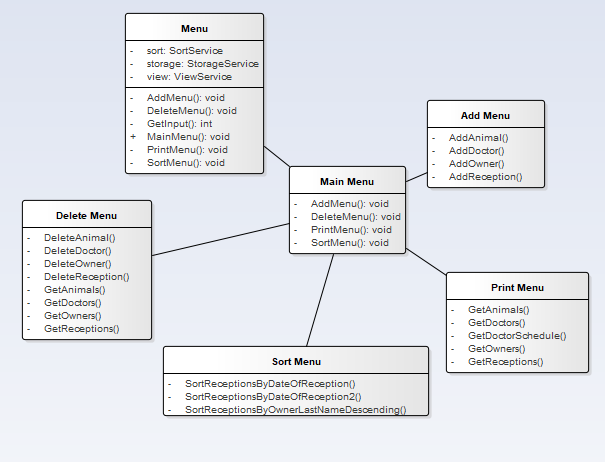 Menu
- sort: SortService
- storage: StorageService
- view: ViewService
- AddMenu(): void
- DeleteMenu(): void
- GetInput(): int
+ MainMenu(): void
- PrintMenu(): void
- SortMenu(): void
Add Menu
- AddAnimal()
- AddDoctor()
- AddOwner()
- AddReception()
Main Menu
- AddMenu(): void
- DeleteMenu(): void
- PrintMenu(): void
- SortMenu(): void
Delete Menu
- DeleteAnimal()
- DeleteDoctor()
- DeleteOwner()
- DeleteReception()
- GetAnimals()
- GetDoctors()
- GetOwners()
- GetReceptions()
Print Menu
- GetAnimals()
- GetDoctors()
- GetDoctorSchedule()
- GetOwners()
- GetReceptions()
Sort Menu
- SortReceptionsByDateOfReception()
- SortReceptionsByDateOfReception2()
- SortReceptionsByOwnerLastNameDescending()